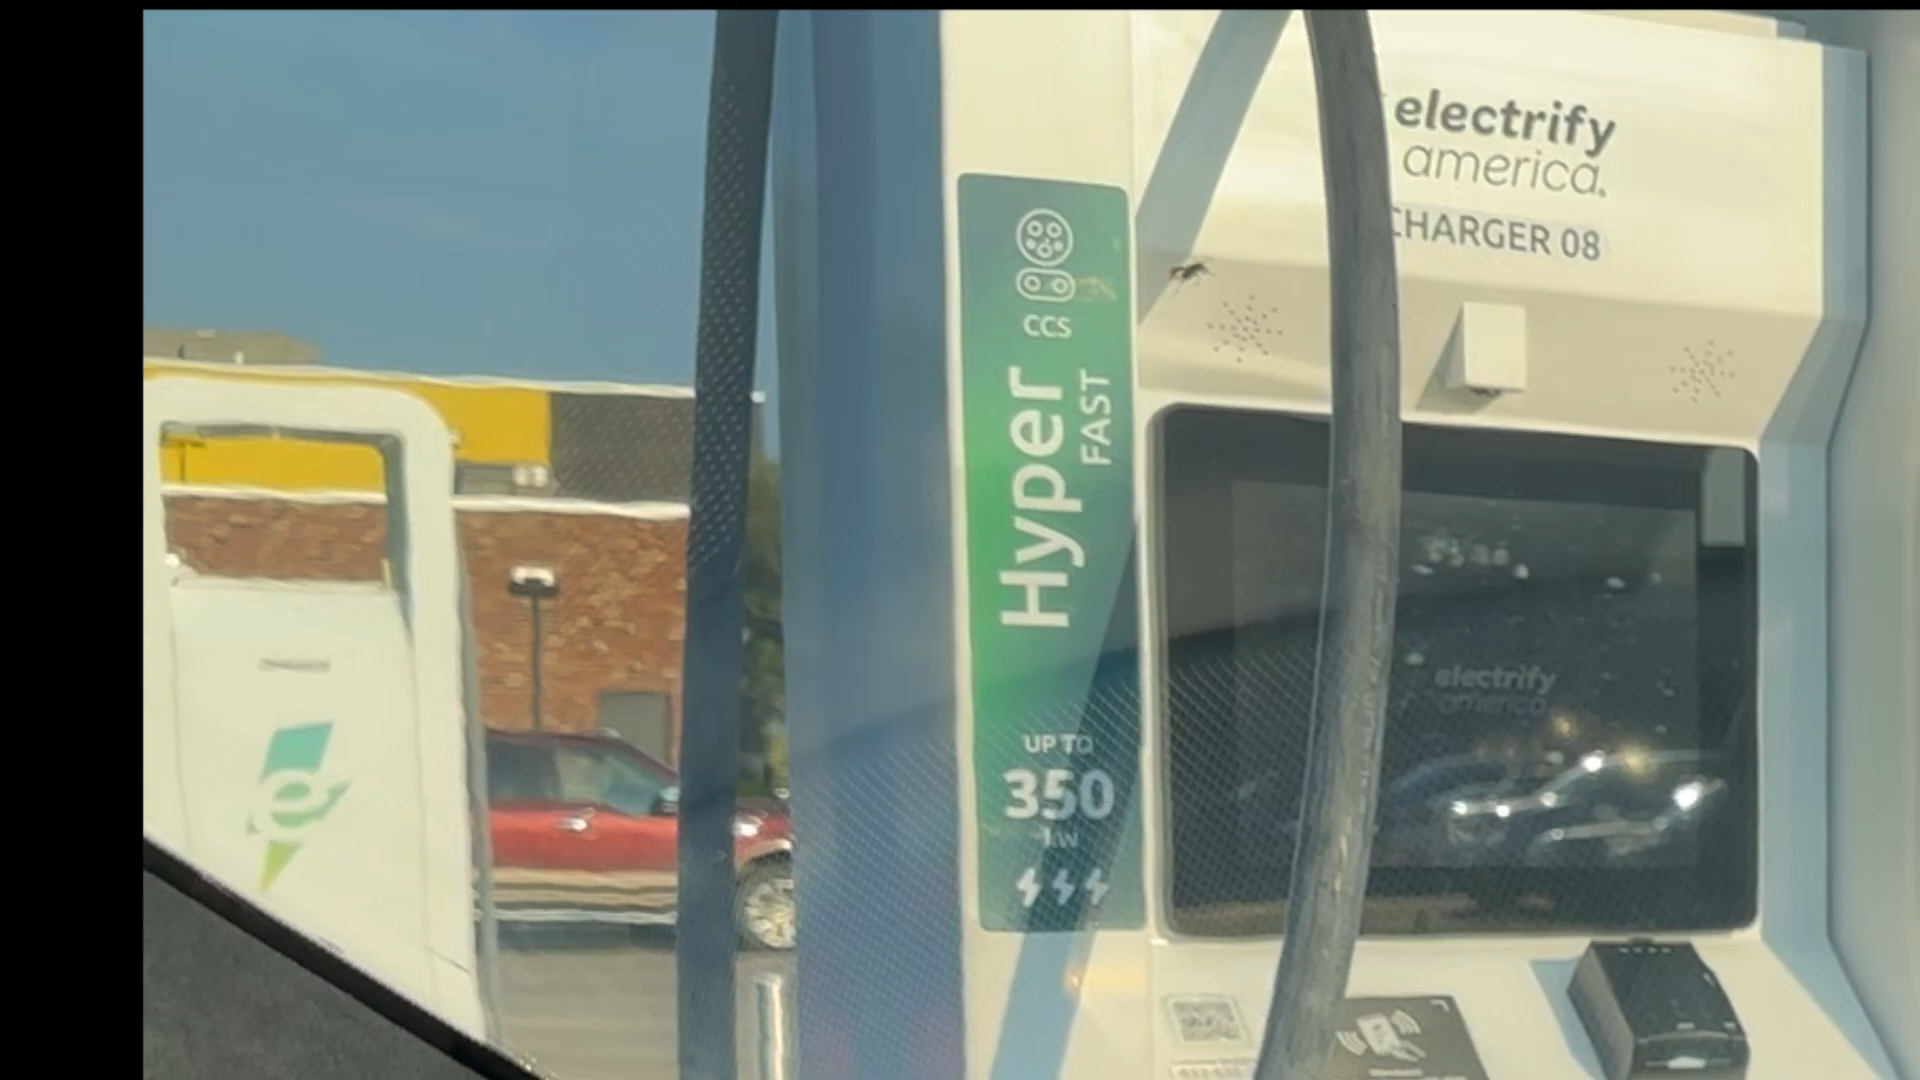 electrify
america.
CHARGER 08
CCS
Hyper
FAST
UP TO
350
kW
electrify
america